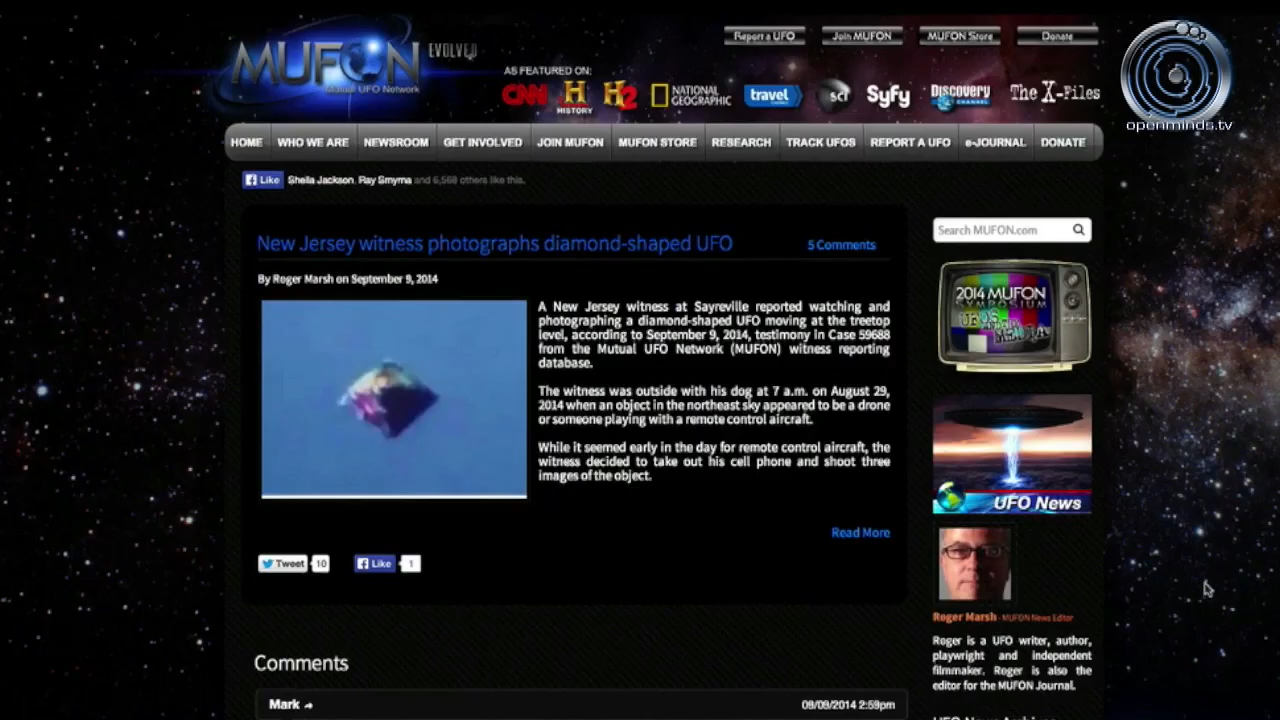 MUFON EVOLVED
Mutual UFO Network
Report a UFO
Join MUFON
MUFON Store
Donate
AS FEATURED ON:
CNN
H
HISTORY
H2
NATIONAL
GEOGRAPHIC
travel
sci
Syfy
Discovery
CHANNEL
The X-Files
openminds.tv
HOME
WHO WE ARE
NEWSROOM
GET INVOLVED
JOIN MUFON
MUFON STORE
RESEARCH
TRACK UFOS
REPORT A UFO
e-JOURNAL
DONATE
Like Sheila Jackson, Ray Smyrna and 6,568 others like this.
New Jersey witness photographs diamond-shaped UFO
5 Comments
By Roger Marsh on September 9, 2014
A New Jersey witness at Sayreville reported watching and
photographing a diamond-shaped UFO moving at the treetop
level, according to September 9, 2014, testimony in Case 59688
from the Mutual UFO Network (MUFON) witness reporting
database.
The witness was outside with his dog at 7 a.m. on August 29,
2014 when an object in the northeast sky appeared to be a drone
or someone playing with a remote control aircraft.
While it seemed early in the day for remote control aircraft, the
witness decided to take out his cell phone and shoot three
images of the object.
Read More
Tweet 10
Like 1
Comments
Mark
09/09/2014 2:59pm
Search MUFON.com
2014 MUFON
SYMPOSIUM
UFOS
MEDIA
UFO News
Roger Marsh - MUFON News Editor
Roger is a UFO writer, author,
playwright and independent
filmmaker. Roger is also the
editor for the MUFON Journal.